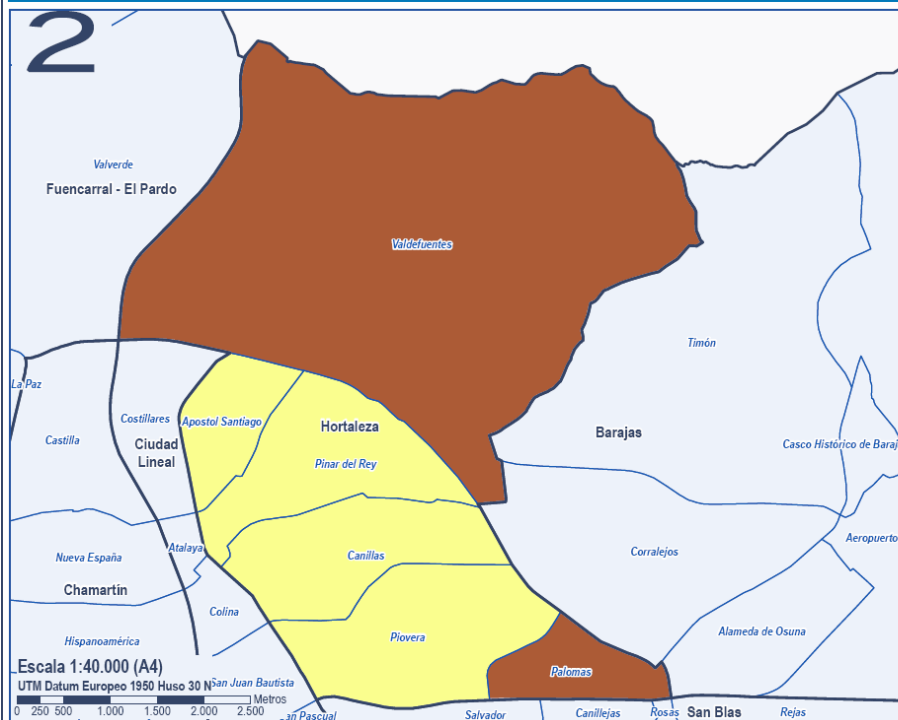 2
Valverde
Fuencarral - El Pardo
Valdefuentes
Timón
La Paz
Costillares
Apostol Santiago
Hortaleza
Barajas
Castilla
Ciudad
Lineal
Casco Histórico de Baraj
Pinar del Rey
Aeropuerto
Nueva España
Atalaya
Canillas
Corralejos
Chamartín
Colina
Hispanoamérica
Piovera
Alameda de Osuna
Palomas
Escala 1:40.000 (A4)
UTM Datum Europeo 1950 Huso 30 N
San Juan Bautista
0 250 500 1.000 1.500 2.000 2.500 Metros
an Pascual
Salvador
Canillejas
Rosas
San Blas
Rejas